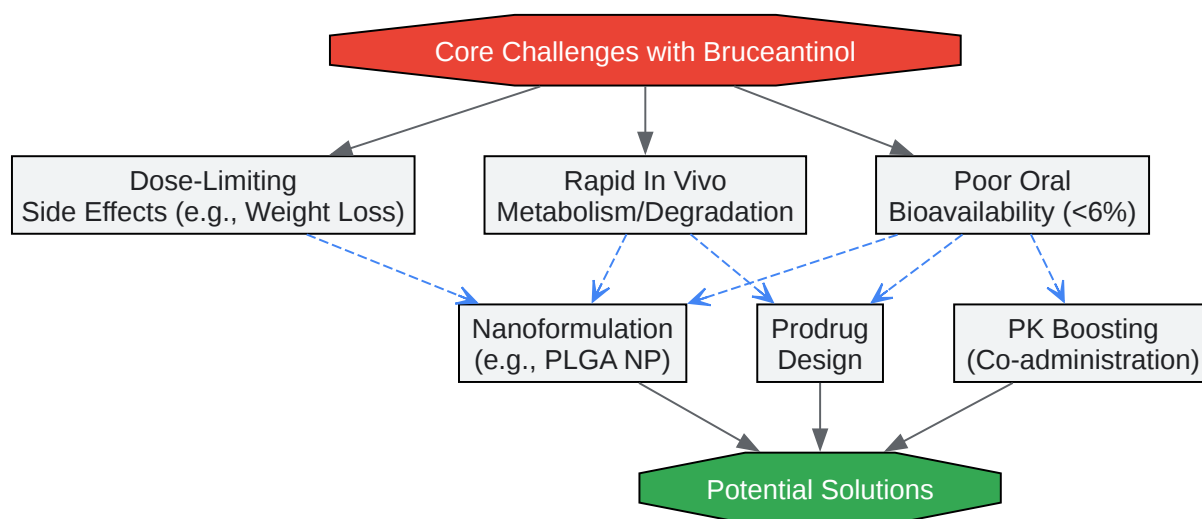 Core Challenges with Bruceantinol
Dose-Limiting
Side Effects (e.g., Weight Loss)
Rapid In Vivo
Metabolism/Degradation
Poor Oral
Bioavailability (<6%)
Nanoformulation
(e.g., PLGA NP)
Prodrug
Design
PK Boosting
(Co-administration)
Potential Solutions